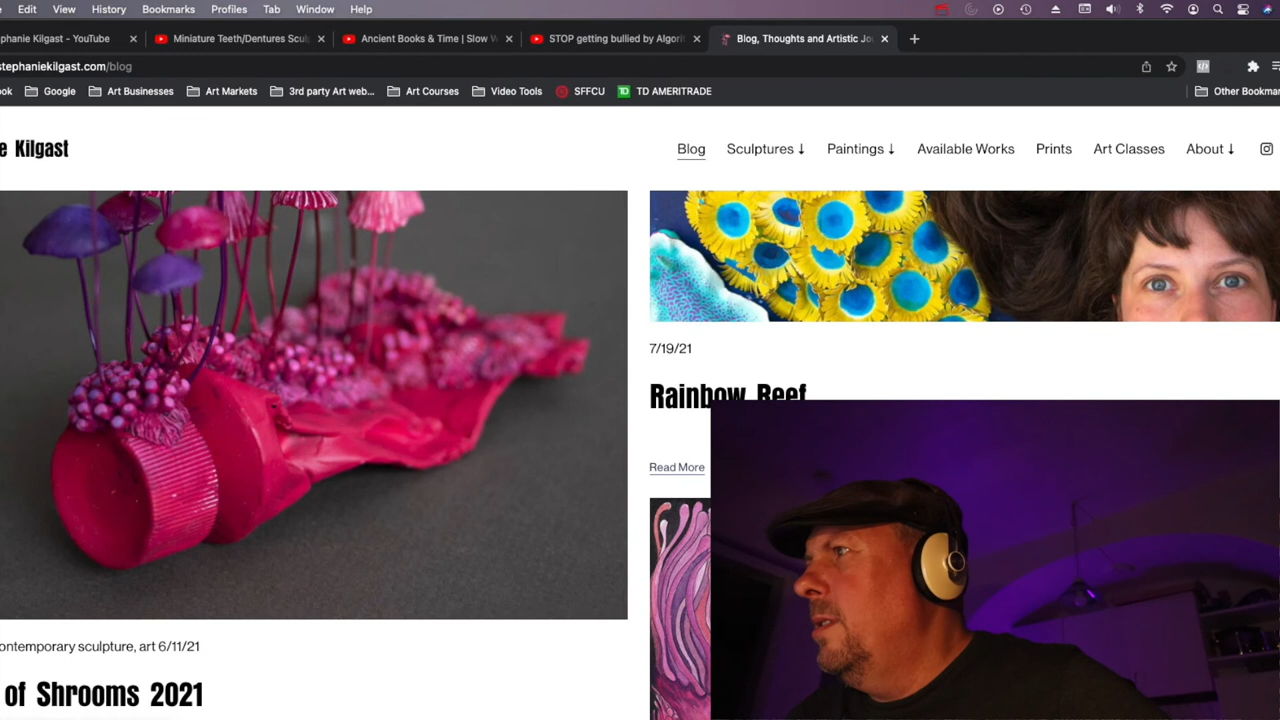 Edit View History Bookmarks Profiles Tab Window Help
phanie Kilgast - YouTube Miniature Teeth/Dentures Scul Ancient Books & Time | Slow STOP getting bullied by Algori Blog, Thoughts and Artistic Jo
stephaniekilgast.com/blog
ok Google Art Businesses Art Markets 3rd party Art web... Art Courses Video Tools SFFCU TD AMERITRADE Other Bookmar
e Kilgast
Blog Sculptures ↓ Paintings ↓ Available Works Prints Art Classes About ↓
7/19/21
Rainbow Reef
Read More
ontemporary sculpture, art 6/11/21
of Shrooms 2021